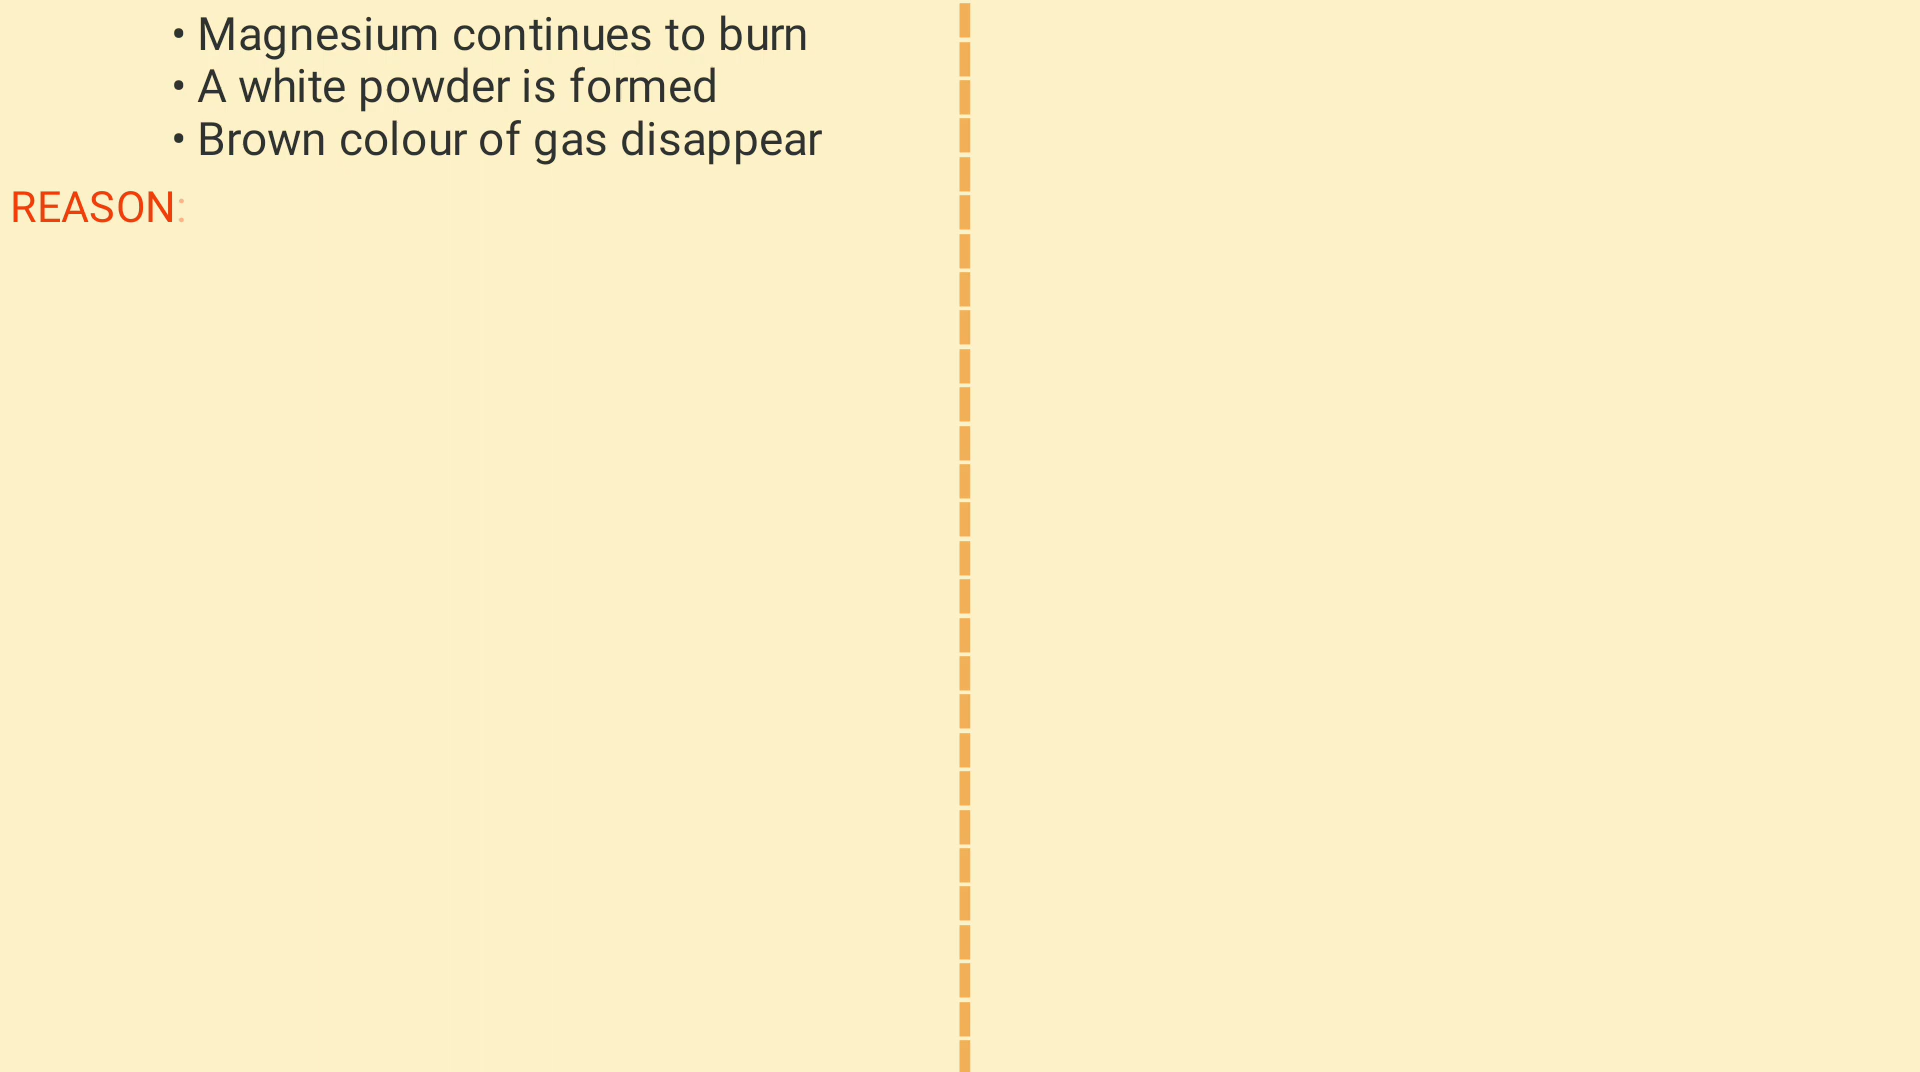 • Magnesium continues to burn
• A white powder is formed
• Brown colour of gas disappear
REASON: